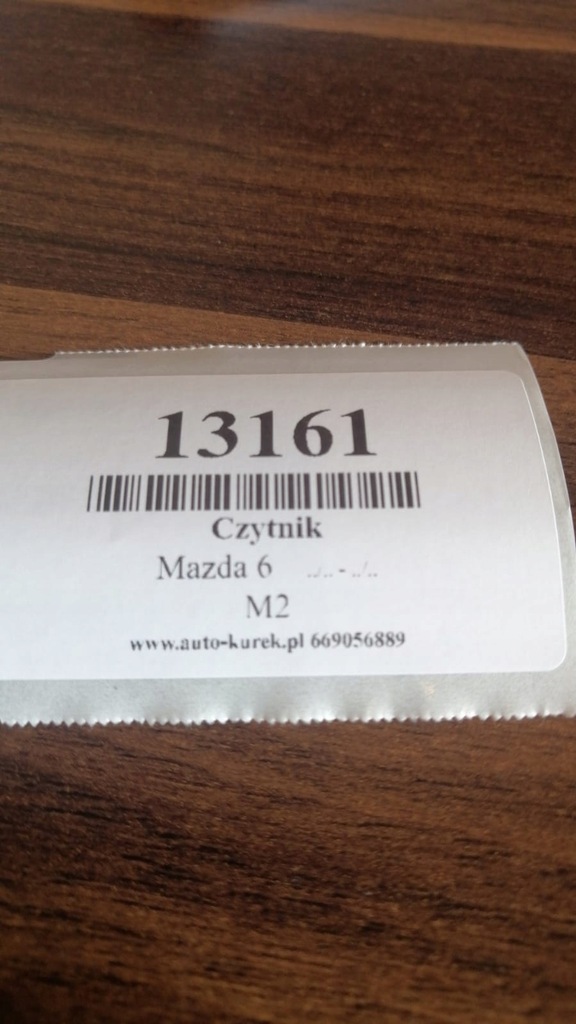 13161
Czytnik
Mazda 6 ../.. - ../..
M2
www.auto-kurek.pl 669056889